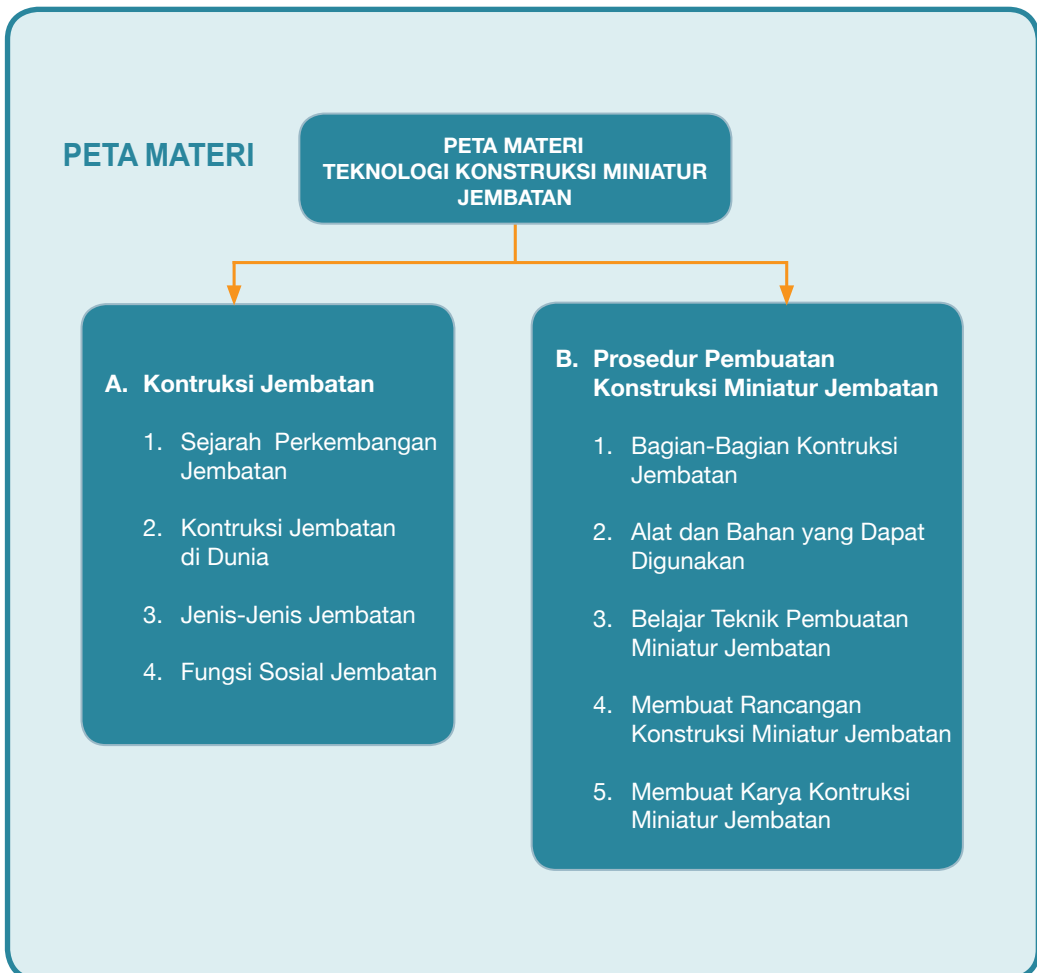 PETA MATERI
PETA MATERI
TEKNOLOGI KONSTRUKSI MINIATUR
JEMBATAN
A. Kontruksi Jembatan
1. Sejarah Perkembangan
Jembatan
2. Kontruksi Jembatan
di Dunia
3. Jenis-Jenis Jembatan
4. Fungsi Sosial Jembatan
B. Prosedur Pembuatan
Konstruksi Miniatur Jembatan
1. Bagian-Bagian Kontruksi
Jembatan
2. Alat dan Bahan yang Dapat
Digunakan
3. Belajar Teknik Pembuatan
Miniatur Jembatan
4. Membuat Rancangan
Konstruksi Miniatur Jembatan
5. Membuat Karya Kontruksi
Miniatur Jembatan